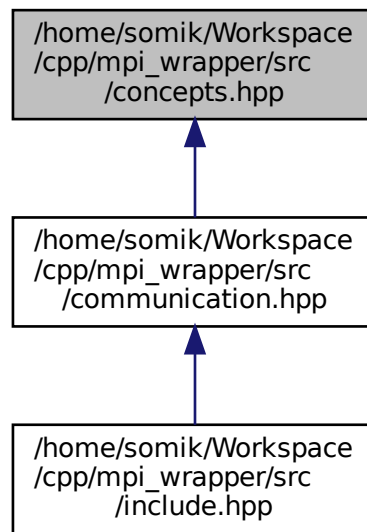 /home/somik/Workspace
/cpp/mpi_wrapper/src
/concepts.hpp
/home/somik/Workspace
/cpp/mpi_wrapper/src
/communication.hpp
/home/somik/Workspace
/cpp/mpi_wrapper/src
/include.hpp